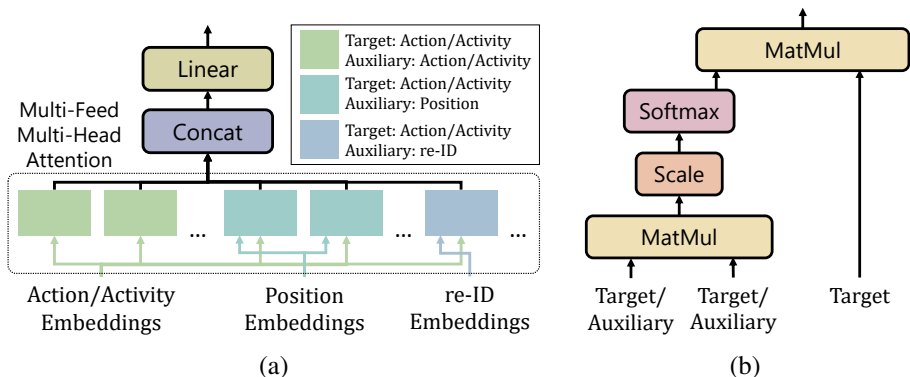 Linear
Concat
Multi-Feed
Multi-Head
Attention
Target: Action/Activity
Auxiliary: Action/Activity
Target: Action/Activity
Auxiliary: Position
Target: Action/Activity
Auxiliary: re-ID
...
...
...
Action/Activity
Embeddings
Position
Embeddings
re-ID
Embeddings
(a)
MatMul
Softmax
Scale
MatMul
Target/
Auxiliary
Target/
Auxiliary
Target
(b)